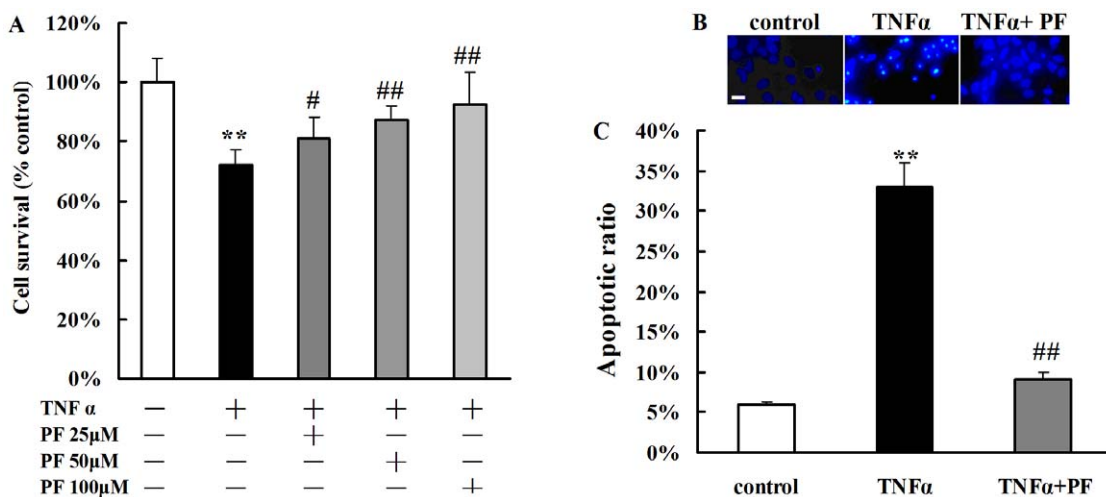 A
Cell survival (% control)
120%
100%
80%
60%
40%
20%
0%
**
#
##
##
TNF α — + + + +
PF 25μM — — + — —
PF 50μM — — — + —
PF 100μM — — — — +
B
control TNFα TNFα+ PF
C
Apoptotic ratio
40%
35%
30%
25%
20%
15%
10%
5%
0%
**
##
control TNFα TNFα+PF